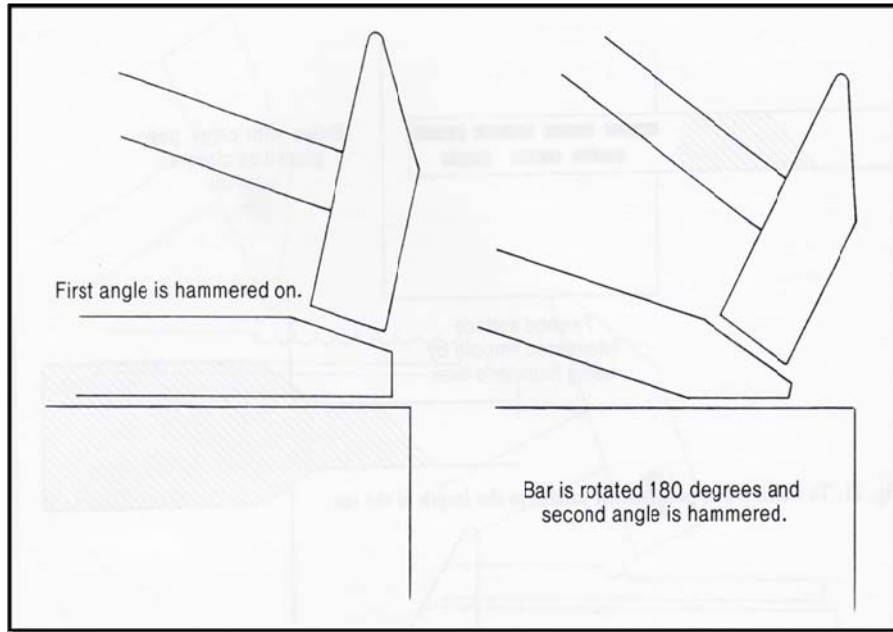 First angle is hammered on.
Bar is rotated 180 degrees and
second angle is hammered.